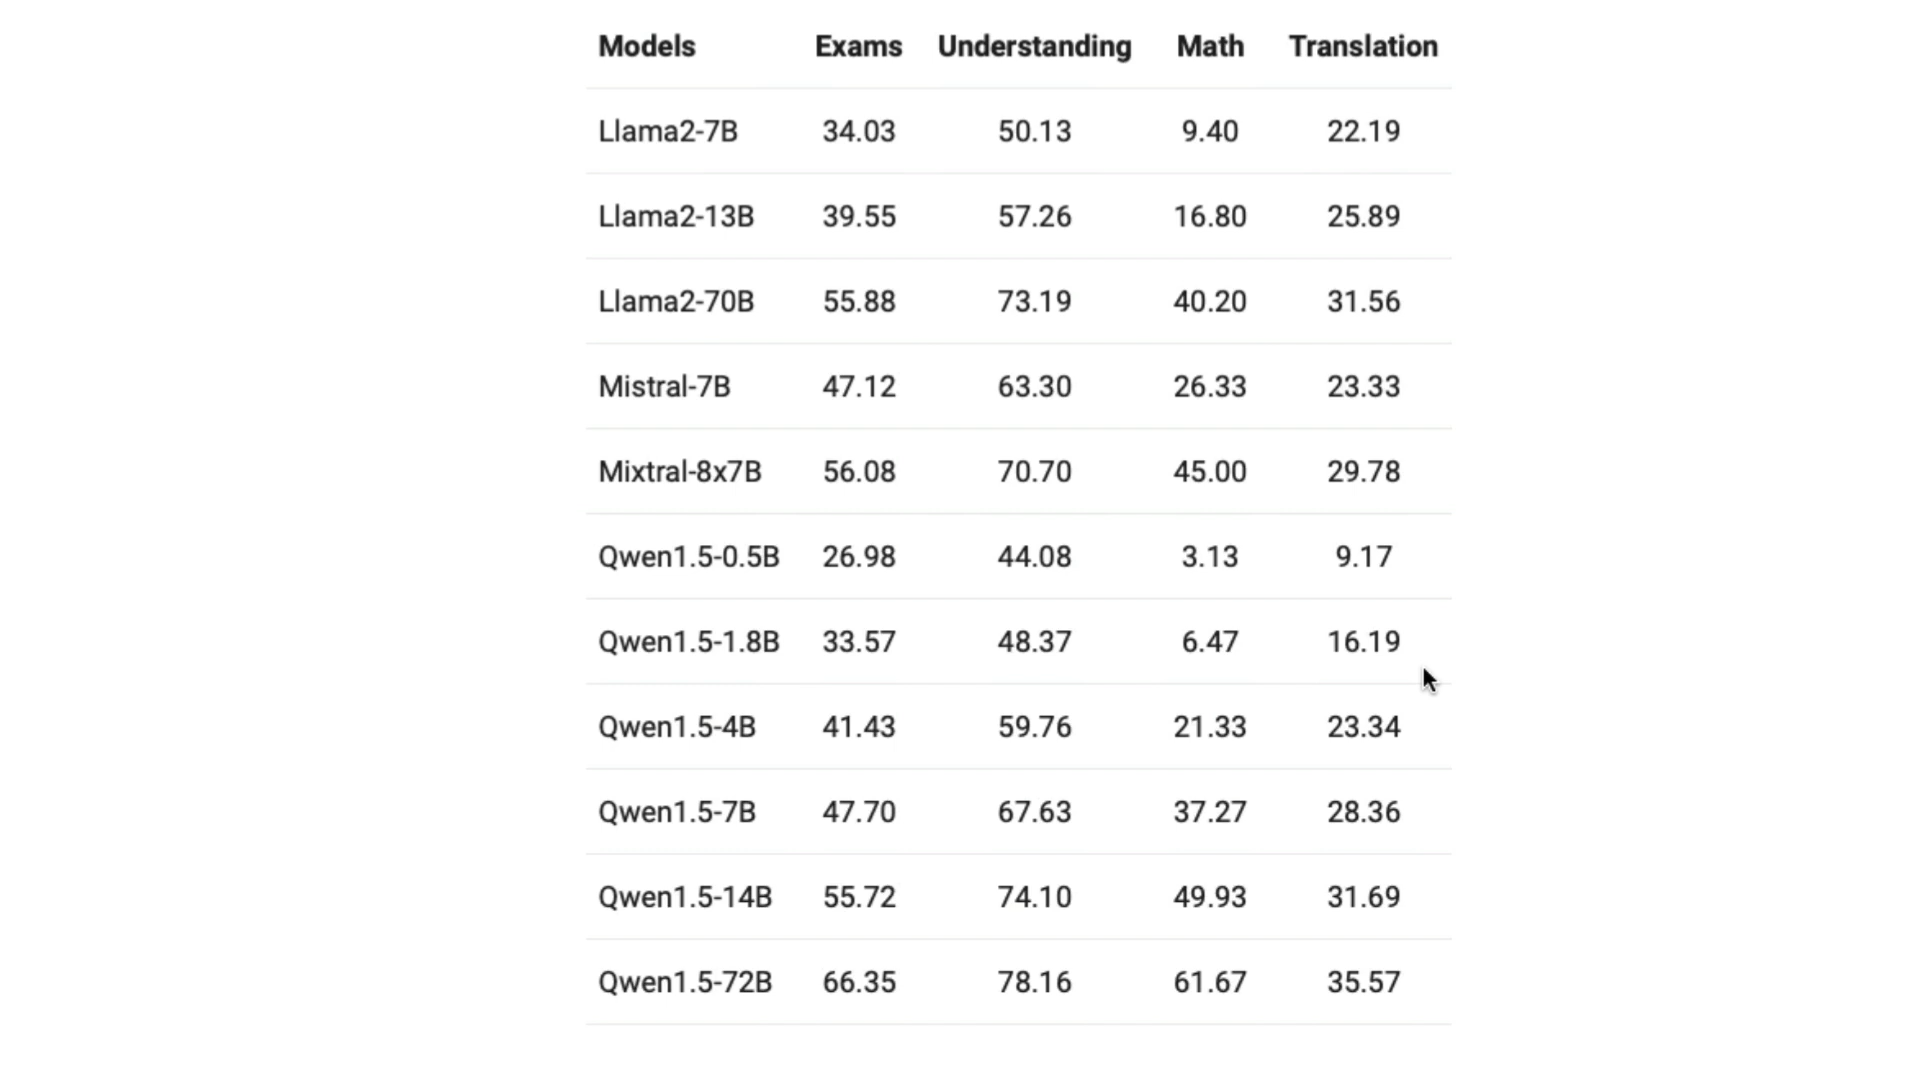 Models Exams Understanding Math Translation
Llama2-7B 34.03 50.13 9.40 22.19
Llama2-13B 39.55 57.26 16.80 25.89
Llama2-70B 55.88 73.19 40.20 31.56
Mistral-7B 47.12 63.30 26.33 23.33
Mixtral-8x7B 56.08 70.70 45.00 29.78
Qwen1.5-0.5B 26.98 44.08 3.13 9.17
Qwen1.5-1.8B 33.57 48.37 6.47 16.19
Qwen1.5-4B 41.43 59.76 21.33 23.34
Qwen1.5-7B 47.70 67.63 37.27 28.36
Qwen1.5-14B 55.72 74.10 49.93 31.69
Qwen1.5-72B 66.35 78.16 61.67 35.57